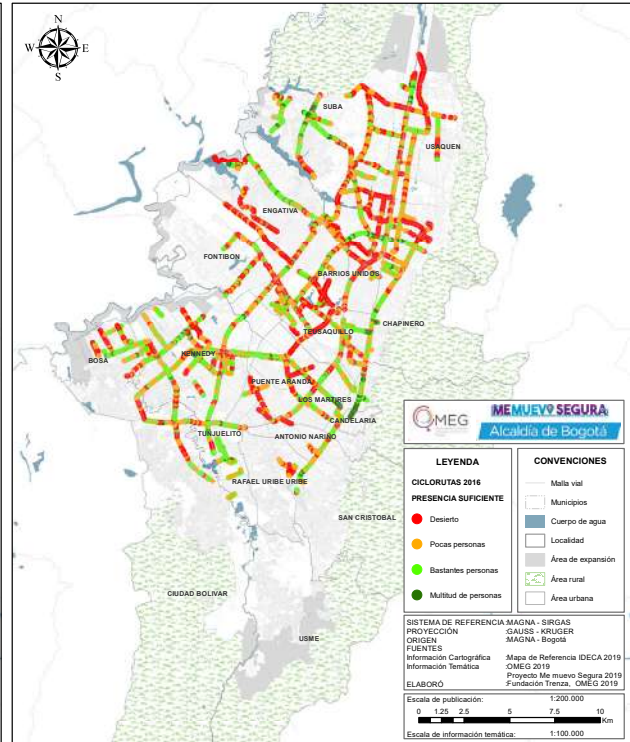 N
W E
S
SUBA
USAQUEN
ENGATIVA
FONTIBON
BARRIOS UNIDOS
TEUSAQUILLO
CHAPINERO
BOSA
KENNEDY
PUENTE ARANDA
LOS MARTIRES
CANDELARIA
TUNJUELITO
ANTONIO NARIÑO
RAFAEL URIBE URIBE
SAN CRISTOBAL
CIUDAD BOLIVAR
USME
OMEG
MEMUEVO SEGURA
Alcaldía de Bogotá
LEYENDA
CICLORUTAS 2016
PRESENCIA SUFICIENTE
Desierto
Pocas personas
Bastantes personas
Multitud de personas
CONVENCIONES
Malla vial
Municipios
Cuerpo de agua
Localidad
Área de expansión
Área rural
Área urbana
SISTEMA DE REFERENCIA:MAGNA - SIRGAS
PROYECCIÓN :GAUSS - KRUGER
ORIGEN :MAGNA - Bogotá
FUENTES
Información Cartográfica :Mapa de Referencia IDECA 2019
Información Temática :OMEG 2019
Proyecto Me muevo Segura 2019
ELABORÓ :Fundación Trenza, OMEG 2019
Escala de publicación: 1:200.000
0 1.25 2.5 5 7.5 10
Km
Escala de información temática: 1:100.000